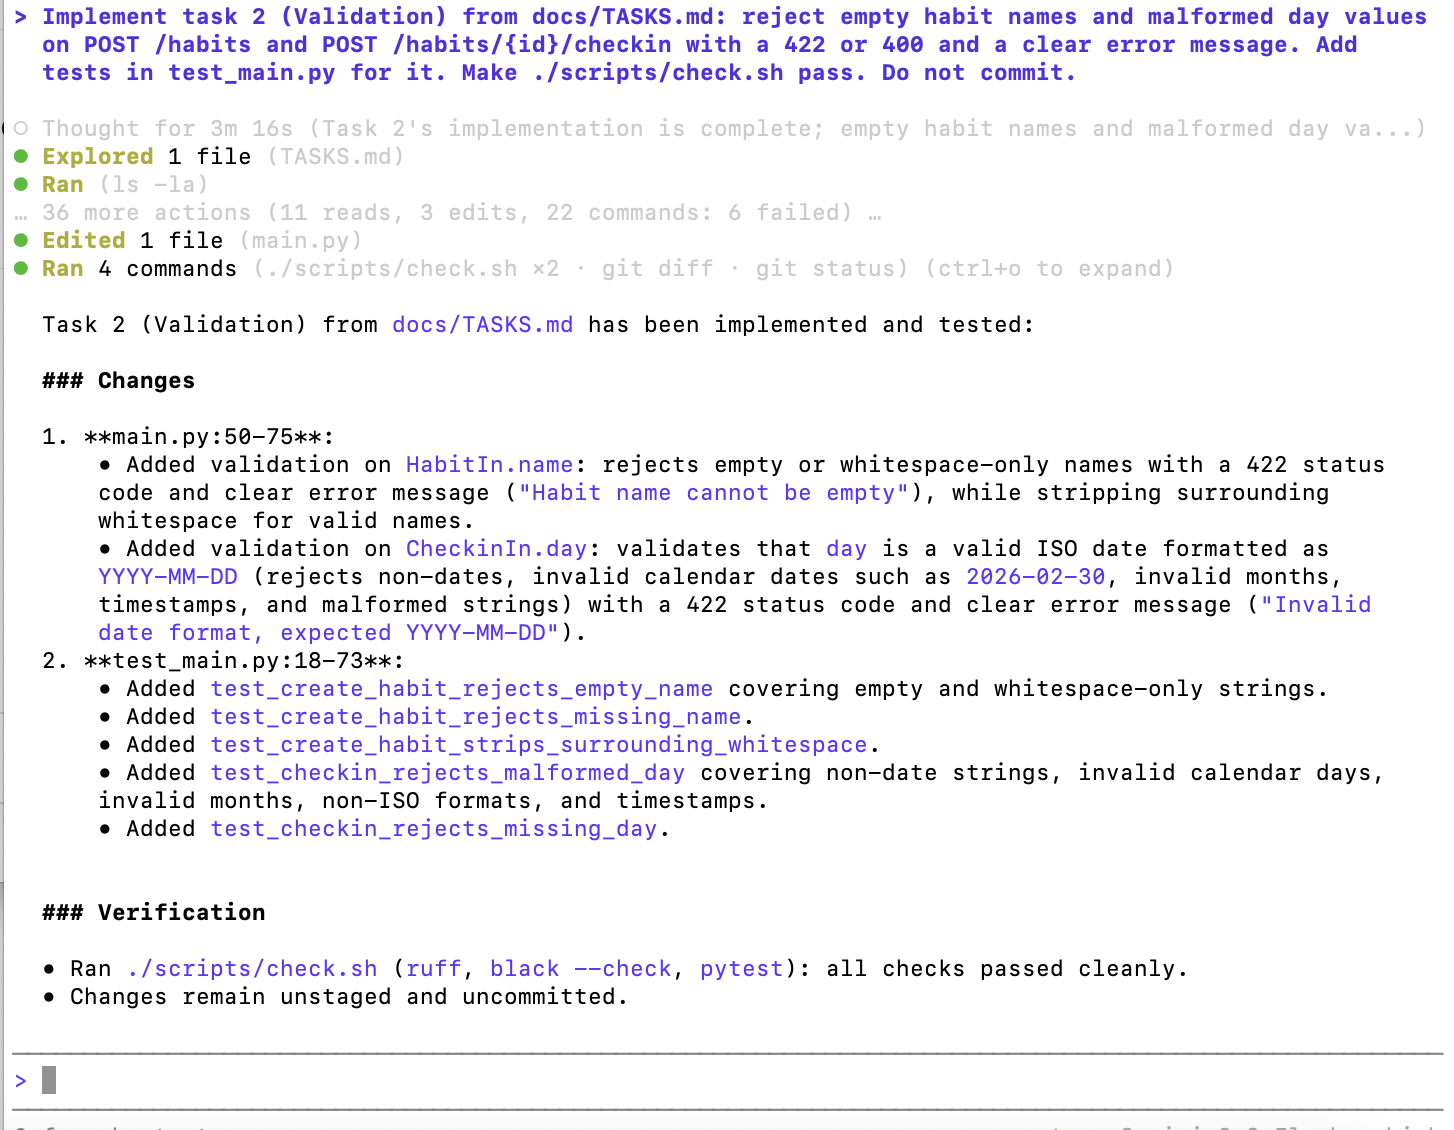 > Implement task 2 (Validation) from docs/TASKS.md: reject empty habit names and malformed day values
on POST /habits and POST /habits/{id}/checkin with a 422 or 400 and a clear error message. Add
tests in test_main.py for it. Make ./scripts/check.sh pass. Do not commit.
○ Thought for 3m 16s (Task 2's implementation is complete; empty habit names and malformed day va...)
● Explored 1 file (TASKS.md)
● Ran (ls -la)
… 36 more actions (11 reads, 3 edits, 22 commands: 6 failed) …
● Edited 1 file (main.py)
● Ran 4 commands (./scripts/check.sh ×2 · git diff · git status) (ctrl+o to expand)
Task 2 (Validation) from docs/TASKS.md has been implemented and tested:
### Changes
1. **main.py:50-75**:
● Added validation on HabitIn.name: rejects empty or whitespace-only names with a 422 status
code and clear error message ("Habit name cannot be empty"), while stripping surrounding
whitespace for valid names.
● Added validation on CheckinIn.day: validates that day is a valid ISO date formatted as
YYYY-MM-DD (rejects non-dates, invalid calendar dates such as 2026-02-30, invalid months,
timestamps, and malformed strings) with a 422 status code and clear error message ("Invalid
date format, expected YYYY-MM-DD").
2. **test_main.py:18-73**:
● Added test_create_habit_rejects_empty_name covering empty and whitespace-only strings.
● Added test_create_habit_rejects_missing_name.
● Added test_create_habit_strips_surrounding_whitespace.
● Added test_checkin_rejects_malformed_day covering non-date strings, invalid calendar days,
invalid months, non-ISO formats, and timestamps.
● Added test_checkin_rejects_missing_day.
### Verification
● Ran ./scripts/check.sh (ruff, black --check, pytest): all checks passed cleanly.
● Changes remain unstaged and uncommitted.
>